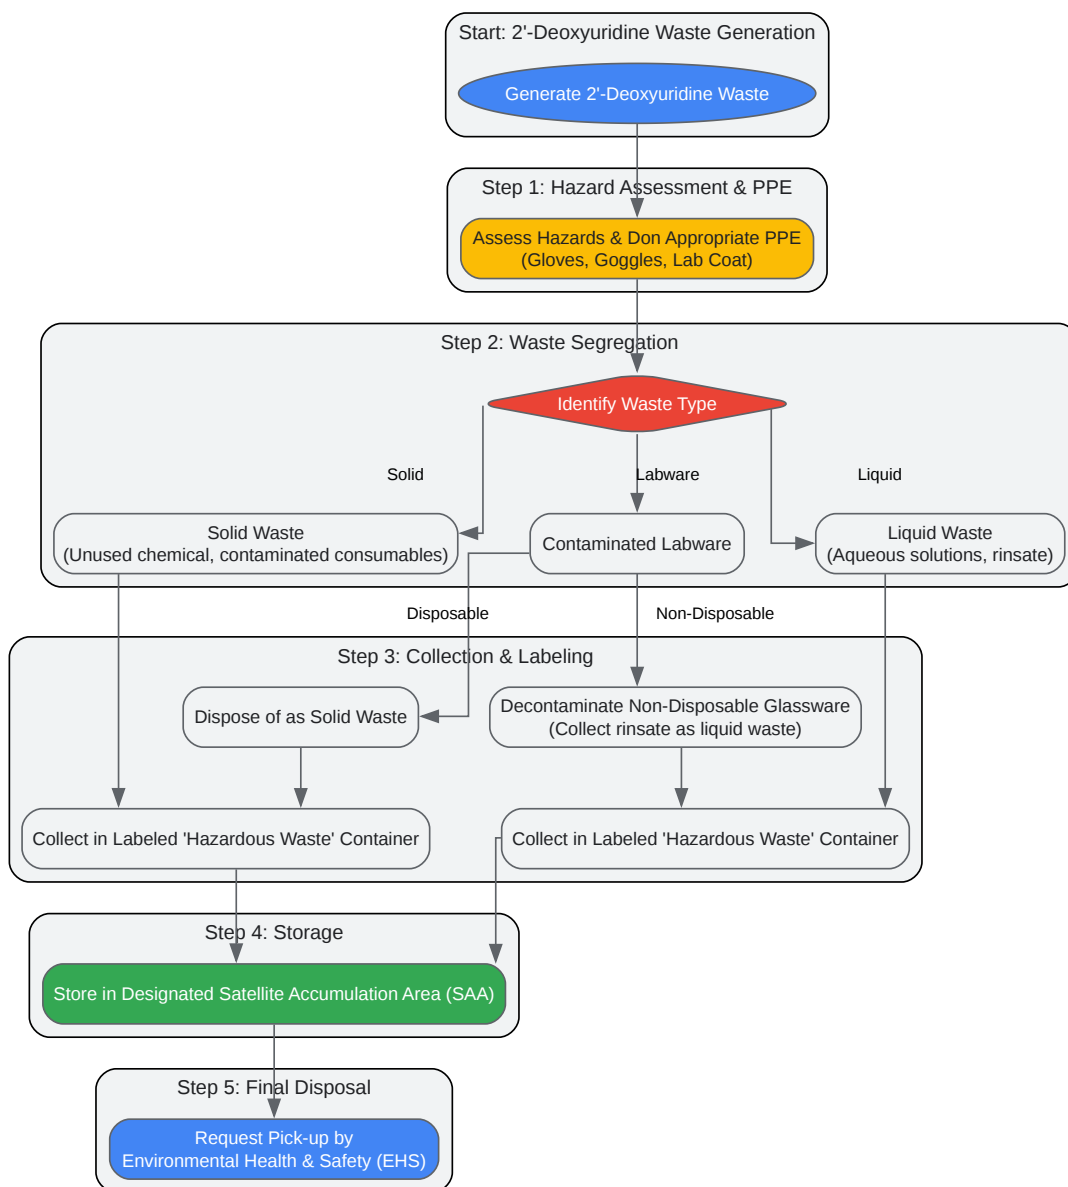 Start: 2'-Deoxyuridine Waste Generation
Generate 2'-Deoxyuridine Waste
Step 1: Hazard Assessment & PPE
Assess Hazards & Don Appropriate PPE
(Gloves, Goggles, Lab Coat)
Step 2: Waste Segregation
Identify Waste Type
Solid
Labware
Liquid
Solid Waste
(Unused chemical, contaminated consumables)
Contaminated Labware
Liquid Waste
(Aqueous solutions, rinsate)
Disposable
Non-Disposable
Step 3: Collection & Labeling
Dispose of as Solid Waste
Decontaminate Non-Disposable Glassware
(Collect rinsate as liquid waste)
Collect in Labeled 'Hazardous Waste' Container
Collect in Labeled 'Hazardous Waste' Container
Step 4: Storage
Store in Designated Satellite Accumulation Area (SAA)
Step 5: Final Disposal
Request Pick-up by
Environmental Health & Safety (EHS)